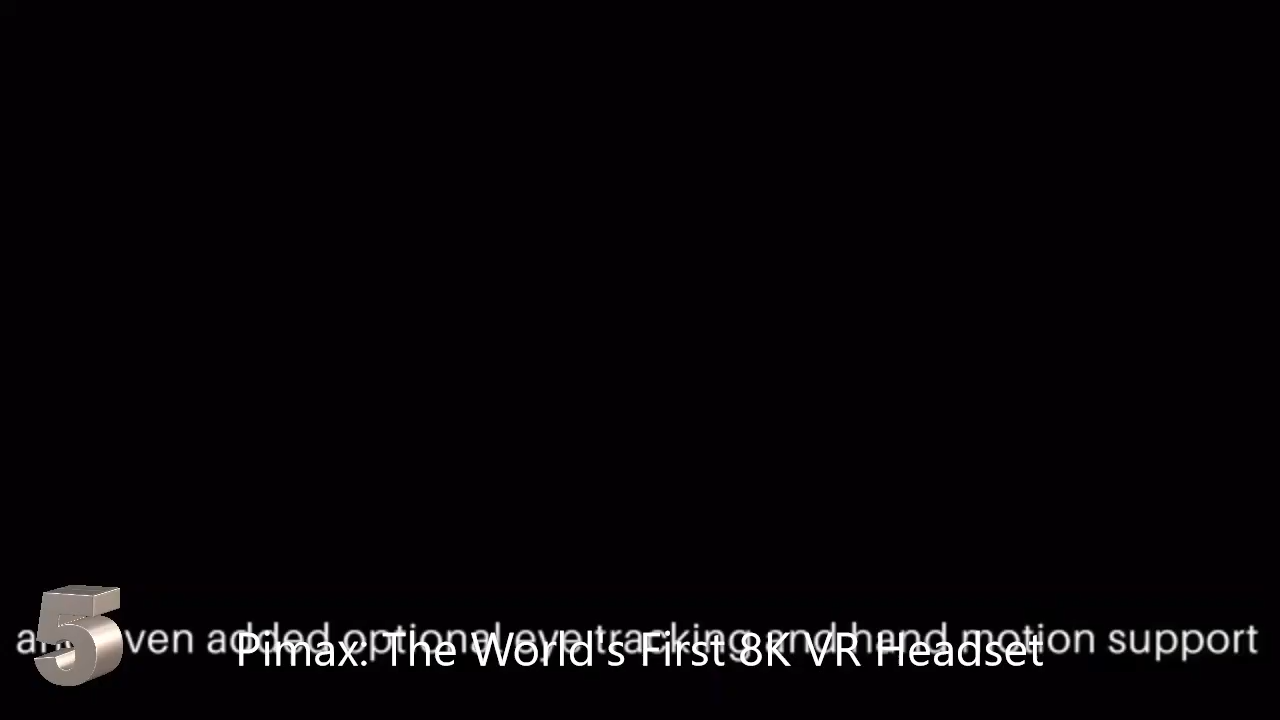 5
ven added optional eye tracking and hand motion support
Pimax: The World's First 8K VR Headset